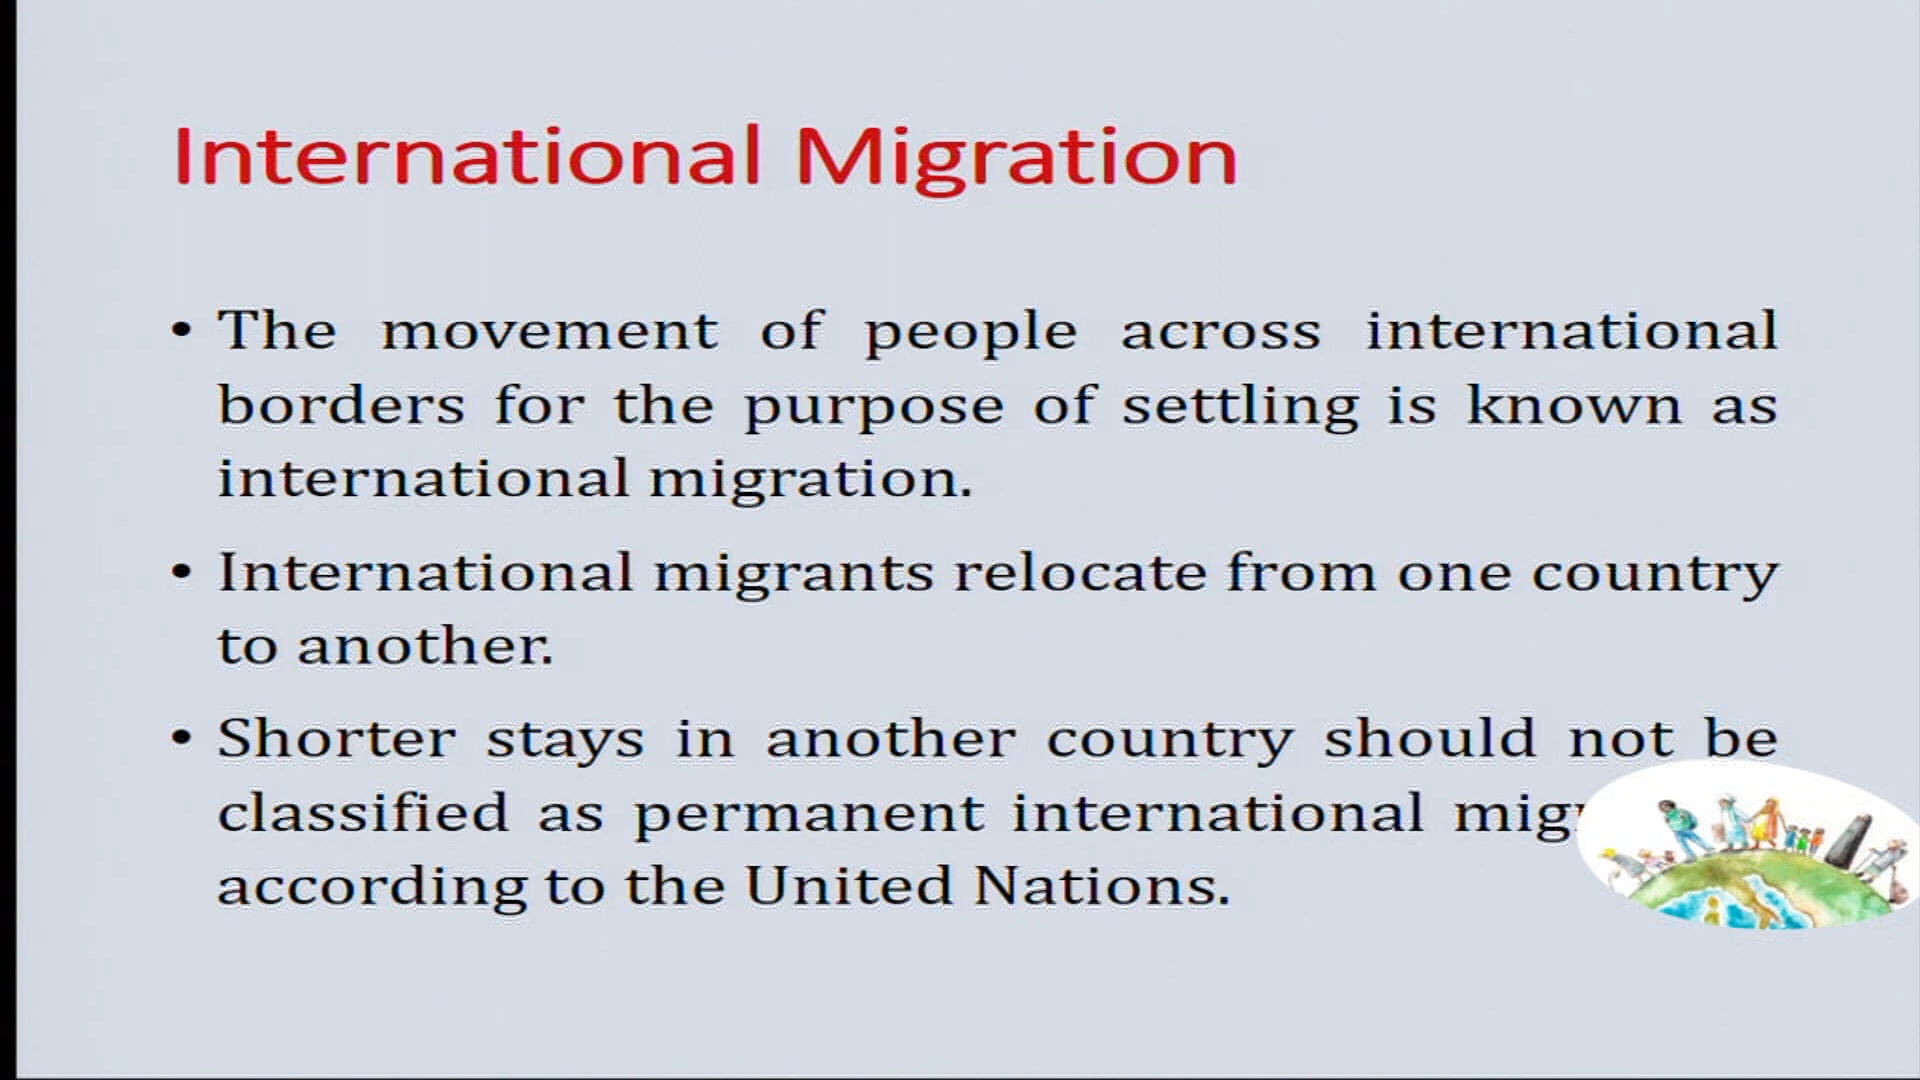 International Migration
• The movement of people across international
borders for the purpose of settling is known as
international migration.
• International migrants relocate from one country
to another.
• Shorter stays in another country should not be
classified as permanent international
according to the United Nations.